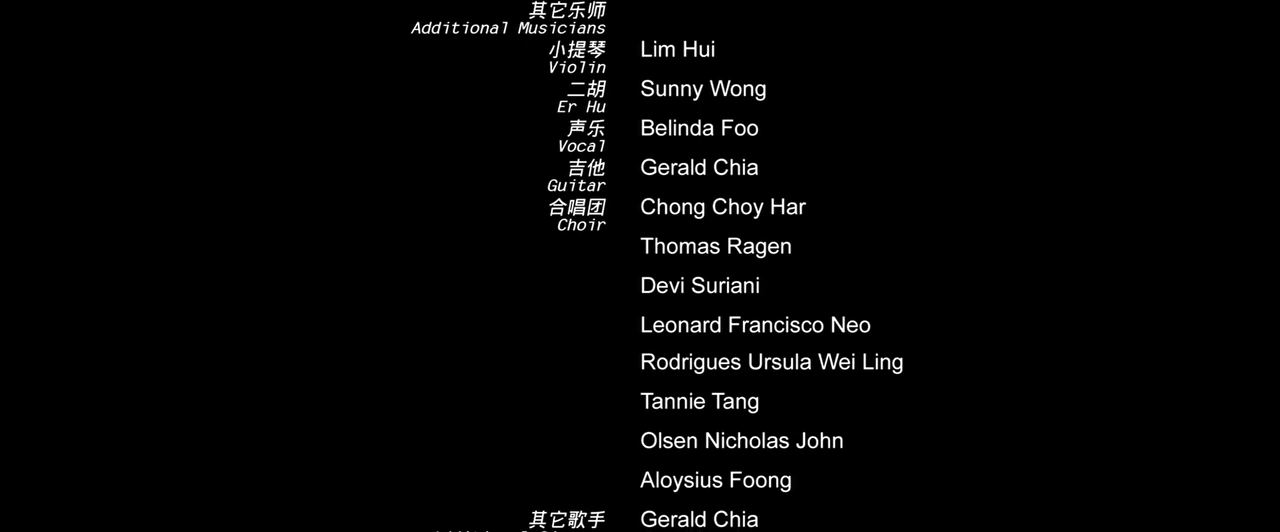 其它乐师
Additional Musicians
小提琴 Lim Hui
Violin
二胡 Sunny Wong
Er Hu
声乐 Belinda Foo
Vocal
吉他 Gerald Chia
Guitar
合唱团 Chong Choy Har
Choir
Thomas Ragen
Devi Suriani
Leonard Francisco Neo
Rodrigues Ursula Wei Ling
Tannie Tang
Olsen Nicholas John
Aloysius Foong
其它歌手 Gerald Chia